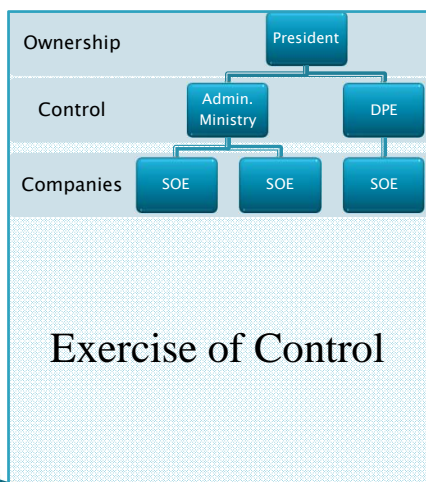 Ownership
President
Control
Admin.
Ministry
DPE
Companies
SOE
SOE
SOE
Exercise of Control